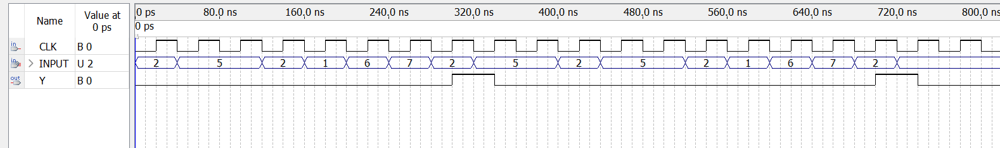 Name Value at 0 ps
0 ps 80.0 ns 160.0 ns 240.0 ns 320.0 ns 400.0 ns 480.0 ns 560.0 ns 640.0 ns 720.0 ns 800.0 ns
0 ps
in CLK B 0
in INPUT U 2 2 5 2 1 6 7 2 5 2 5 2 1 6 7 2
out Y B 0